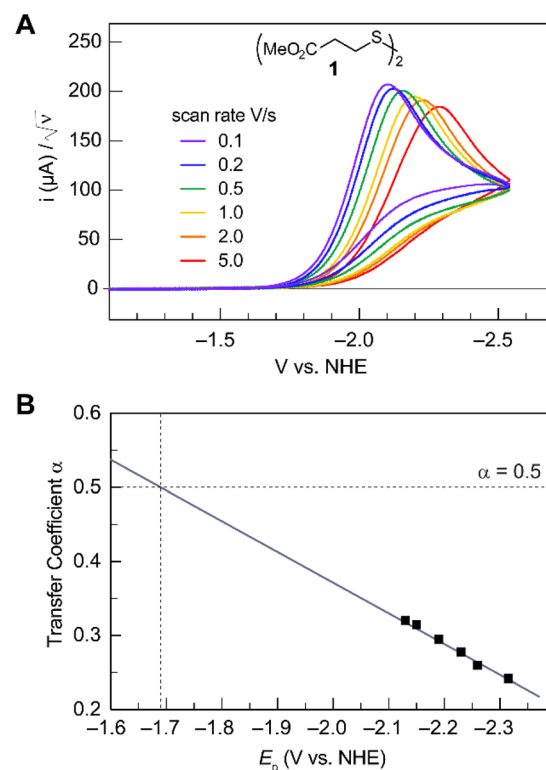 A
(MeO₂C S)₂
1
250
200
150
100
50
0
i (µA) / √ν
scan rate V/s
0.1
0.2
0.5
1.0
2.0
5.0
–1.5 –2.0 –2.5
V vs. NHE
B
0.6
0.5
0.4
0.3
0.2
Transfer Coefficient α
α = 0.5
–1.6 –1.7 –1.8 –1.9 –2.0 –2.1 –2.2 –2.3
Eₚ (V vs. NHE)